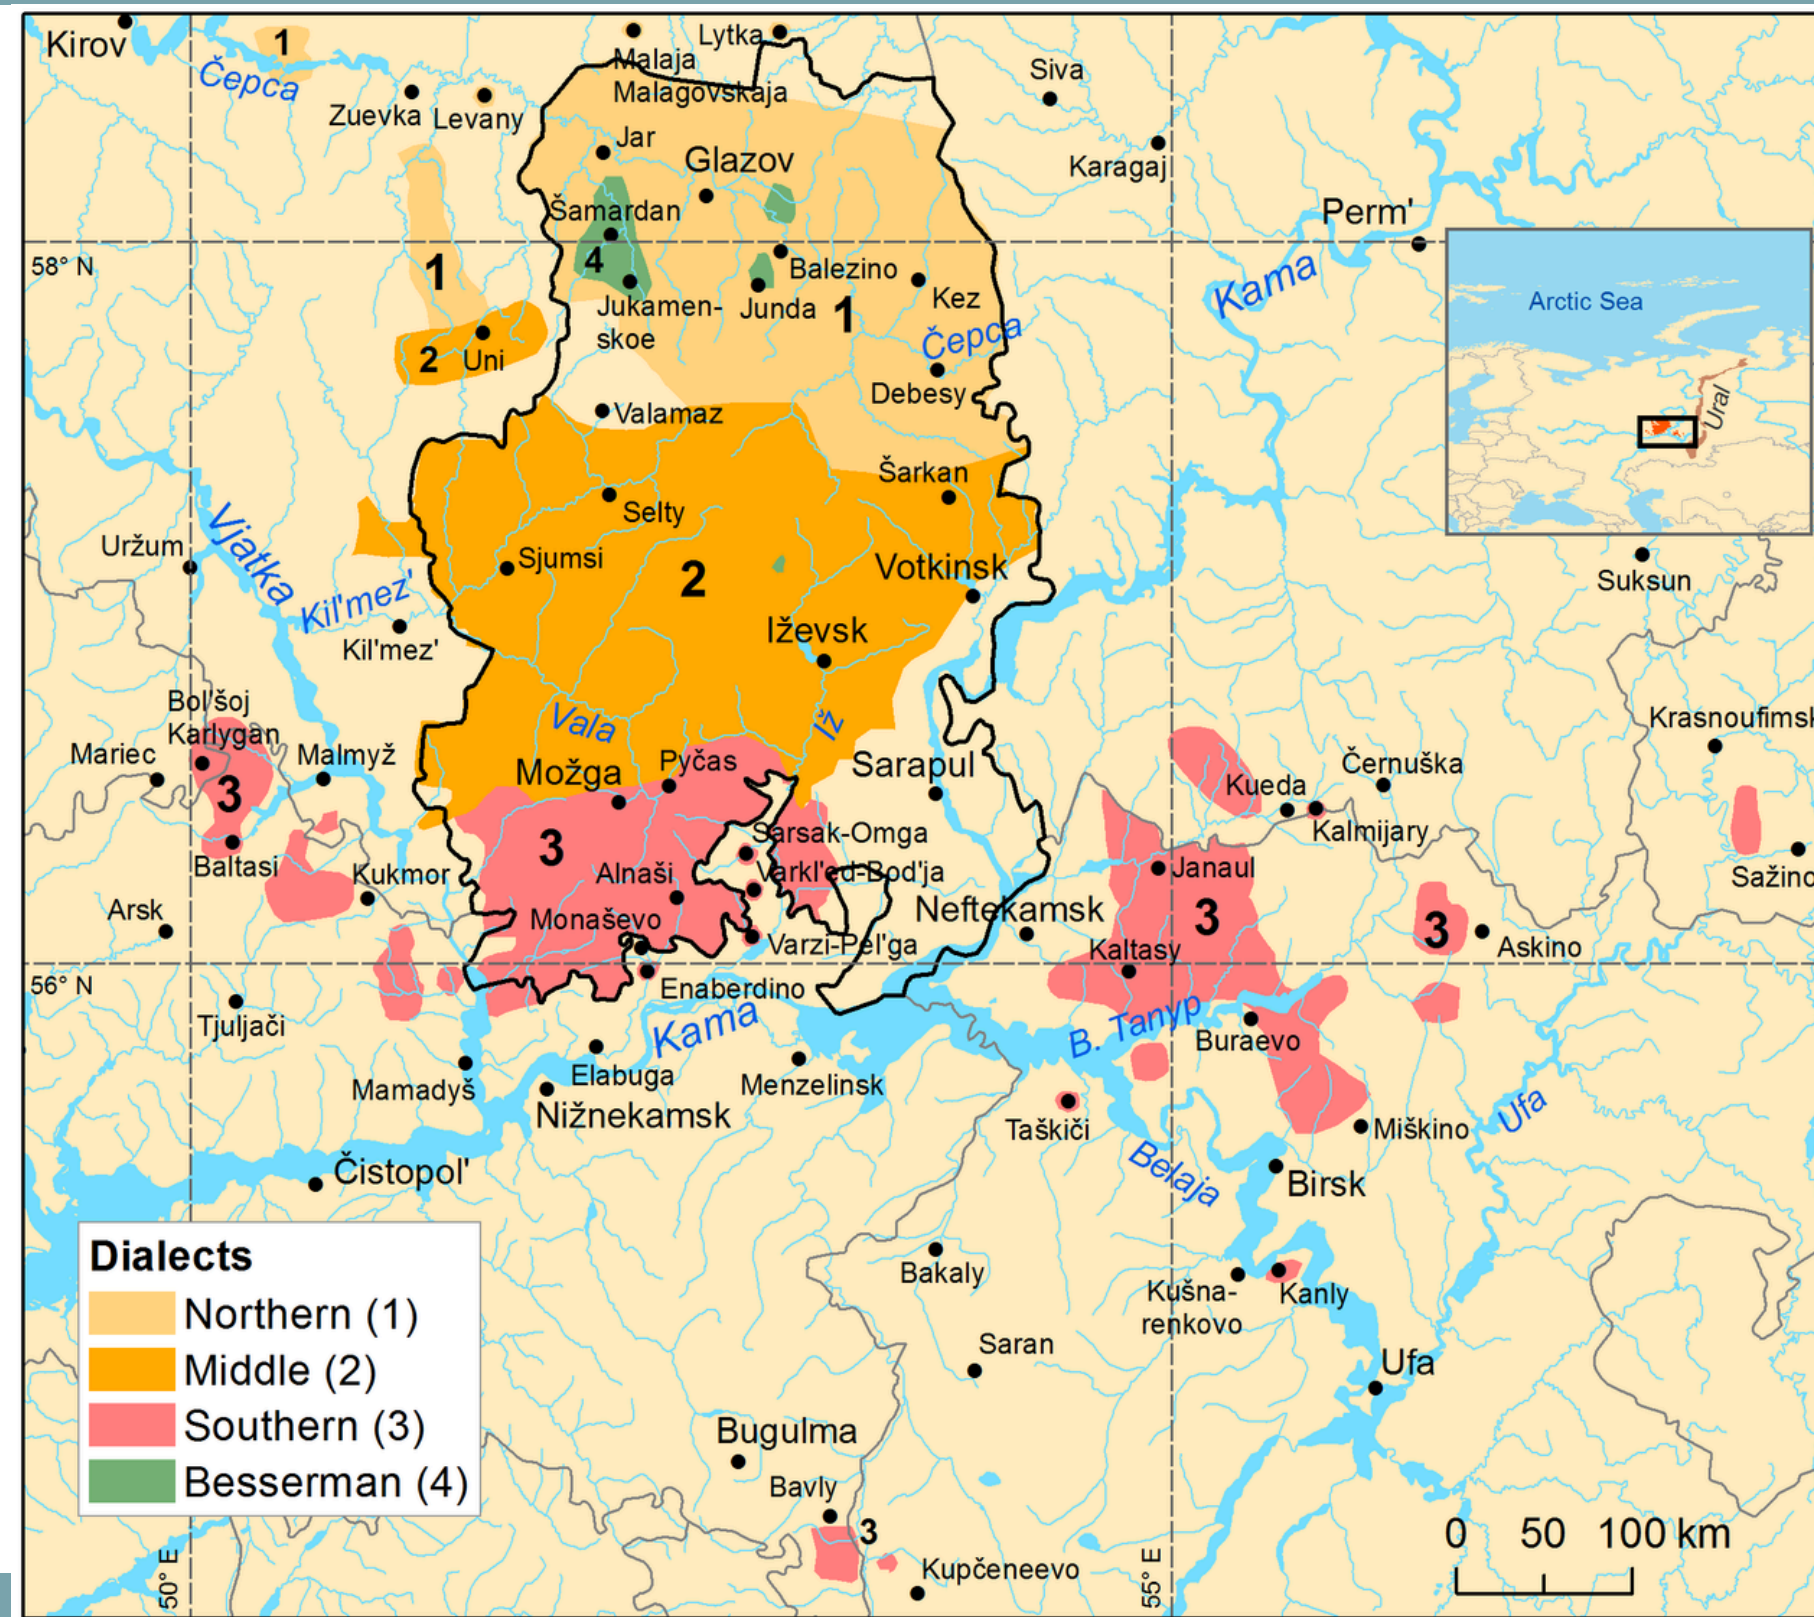 Kirov
1
Čepca
Zuevka
Levany
Malaja
Malagovskaja
Lytka
Siva
Karagaj
Jar
Glazov
Perm'
Šamardan
58° N
1
4
Balezino
Kama
Arctic Sea
Jukamen-
skoe
Junda
1
Kez
Čepca
2
Uni
Debesy
Ural
Valamaz
Šarkan
Selty
Vjatka
Uržum
Sjumsi
2
Votkinsk
Suksun
Kil'mez'
Kil'mez'
Iževsk
Bol'šoj
Karlygan
Vala
Iž
Krasnoufimsk
Mariec
Malmyž
Možga
Pyčas
Sarapul
Kueda
Černuška
3
Kalmijary
3
Sarsak-Omga
Baltasi
Kukmor
Alnaši
Varkl'ed-Bod'ja
Janaul
Sažino
Arsk
Monaševo
Neftekamsk
3
3
Varzi-Pel'ga
Kaltasy
Askino
56° N
Enaberdino
Tjuljači
Kama
B. Tanyp
Buraevo
Mamadyš
Elabuga
Menzelinsk
Nižnekamsk
Taškiči
Miškino
Ufa
Čistopol'
Belaja
Birsk
Dialects
Northern (1)
Middle (2)
Southern (3)
Besserman (4)
Bakaly
Kušna-
renkovo
Kanly
Saran
Ufa
Bugulma
Bavly
3
Kupčeneevo
50° E
55° E
0 50 100 km